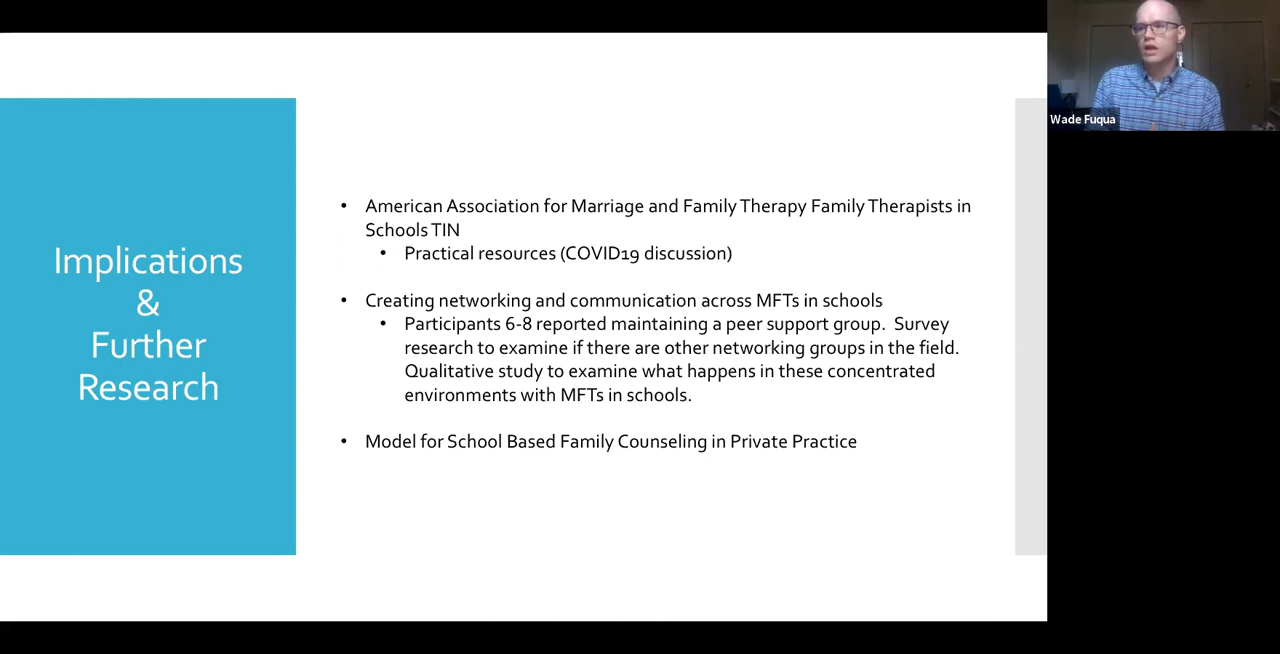 Implications
&
Further
Research
• American Association for Marriage and Family Therapy Family Therapists in
Schools TIN
• Practical resources (COVID19 discussion)
• Creating networking and communication across MFTs in schools
• Participants 6-8 reported maintaining a peer support group.  Survey
research to examine if there are other networking groups in the field.
Qualitative study to examine what happens in these concentrated
environments with MFTs in schools.
• Model for School Based Family Counseling in Private Practice
Wade Fuqua